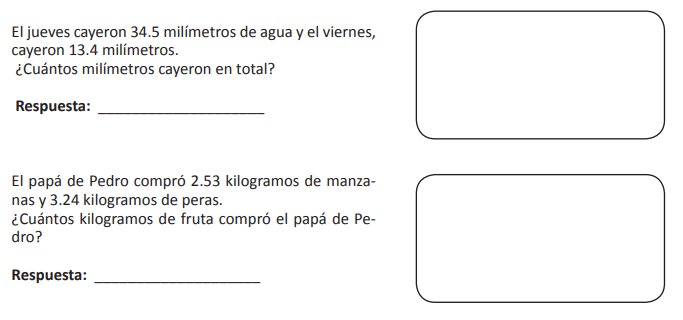 El jueves cayeron 34.5 milímetros de agua y el viernes,
cayeron 13.4 milímetros.
¿Cuántos milímetros cayeron en total?
Respuesta: ____________________
El papá de Pedro compró 2.53 kilogramos de manza-
nas y 3.24 kilogramos de peras.
¿Cuántos kilogramos de fruta compró el papá de Pe-
dro?
Respuesta: ____________________